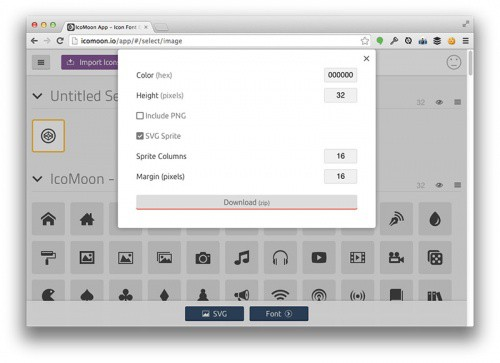 IcoMoon App - Icon Font
icomoon.io/app/#/select/image
Import Icons
Color (hex) 000000
Untitled Se
Height (pixels) 32
32
Include PNG
SVG Sprite
Sprite Columns 16
IcoMoon -
Margin (pixels) 16
32
Download (zip)
SVG Font